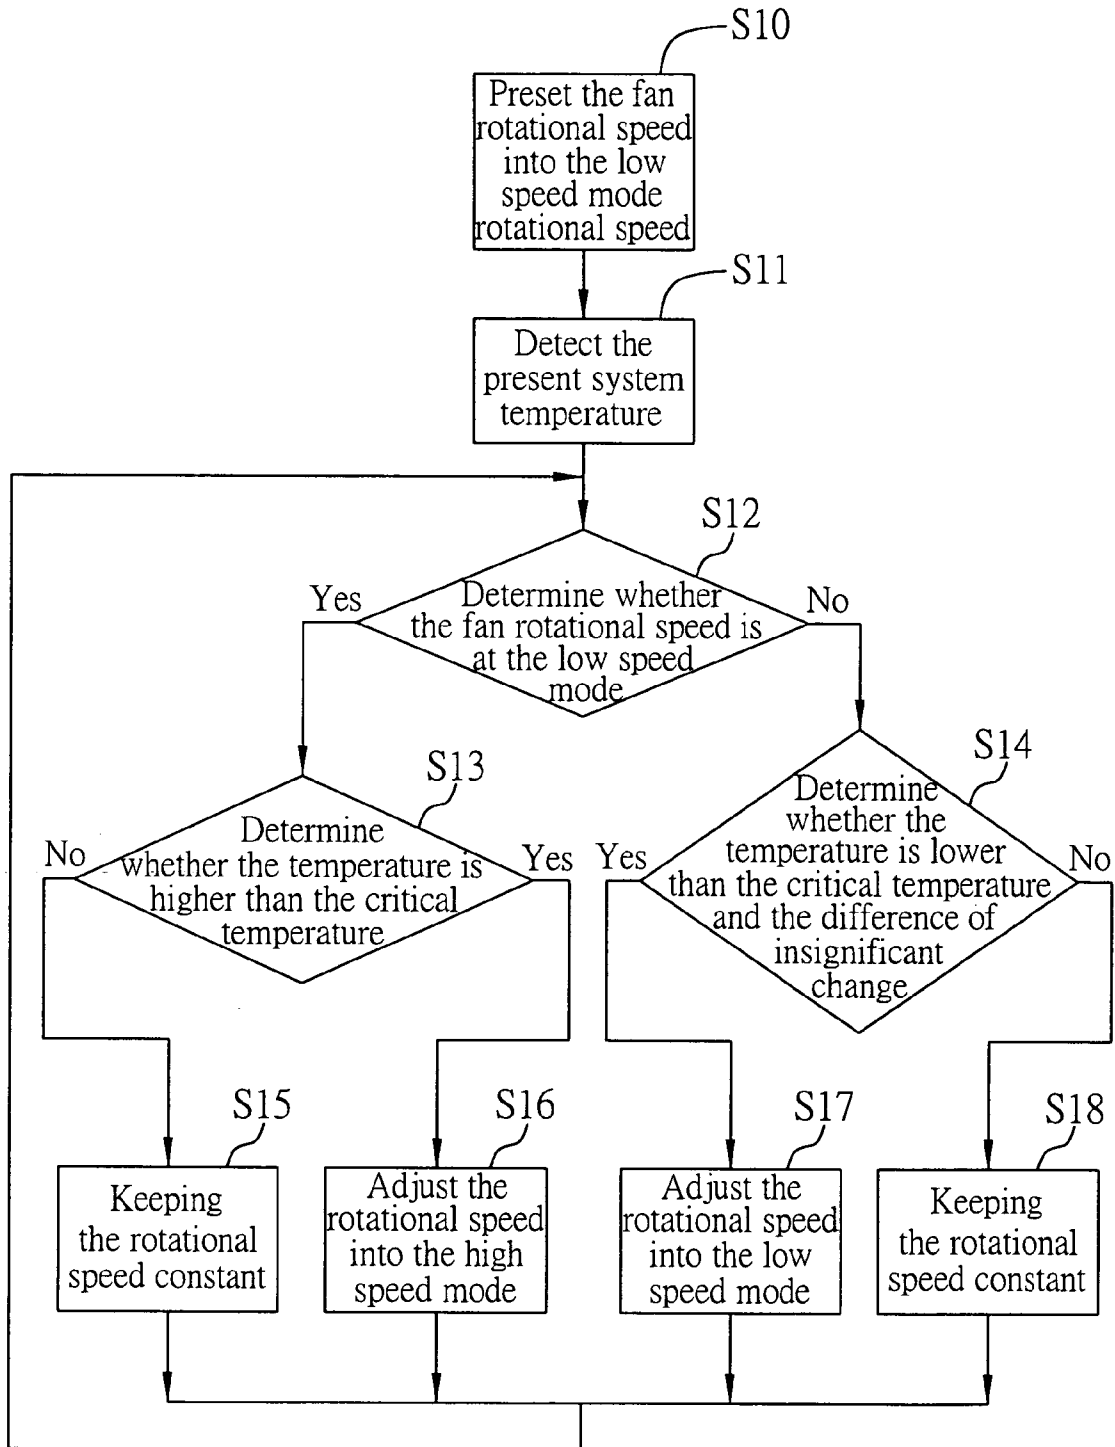 S10
Preset the fan
rotational speed
into the low
speed mode
rotational speed
S11
Detect the
present system
temperature
S12
Yes
No
Determine whether
the fan rotational speed is
at the low speed
mode
S13
No
Yes
Determine
whether the temperature is
higher than the critical
temperature
S14
Yes
No
Determine
whether the
temperature is lower
than the critical temperature
and the difference of
insignificant
change
S15
Keeping
the rotational
speed constant
S16
Adjust the
rotational speed
into the high
speed mode
S17
Adjust the
rotational speed
into the low
speed mode
S18
Keeping
the rotational
speed constant